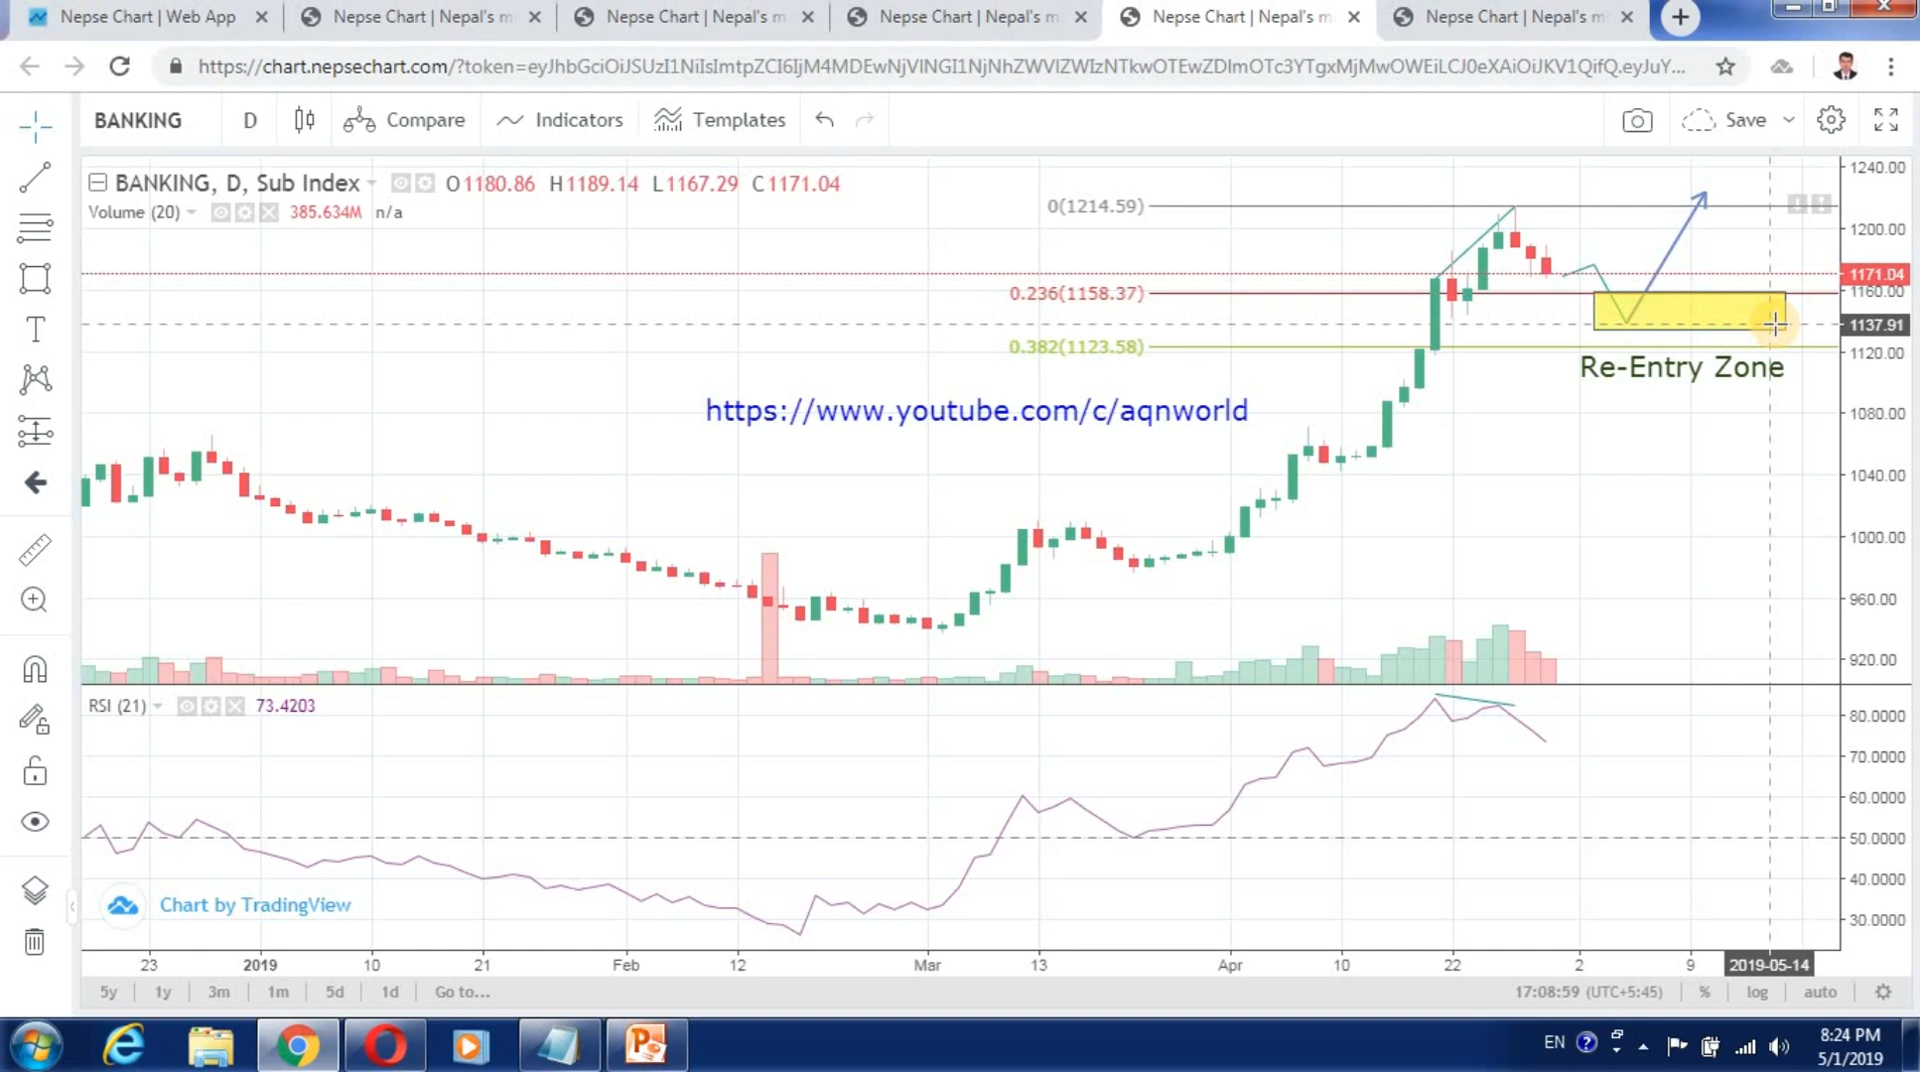 Nepse Chart | Web App
Nepse Chart | Nepal's m
Nepse Chart | Nepal's m
Nepse Chart | Nepal's m
Nepse Chart | Nepal's m
Nepse Chart | Nepal's m
BANKING D Compare Indicators Templates Save
BANKING, D, Sub Index O1180.86 H1189.14 L1167.29 C1171.04
Volume (20) 385.634M n/a
0(1214.59)
0.236(1158.37)
0.382(1123.58)
Re-Entry Zone
https://www.youtube.com/c/aqnworld
1240.00
1200.00
1171.04
1160.00
1137.91
1120.00
1080.00
1040.00
1000.00
960.00
920.00
RSI (21) 73.4203
80.0000
70.0000
60.0000
50.0000
40.0000
30.0000
Chart by TradingView
23 2019 10 21 Feb 12 Mar 13 Apr 10 22 2 9 2019-05-14
5y 1y 3m 1m 5d 1d Go to... 17:08:59 (UTC+5:45) % log auto
EN
8:24 PM
5/1/2019